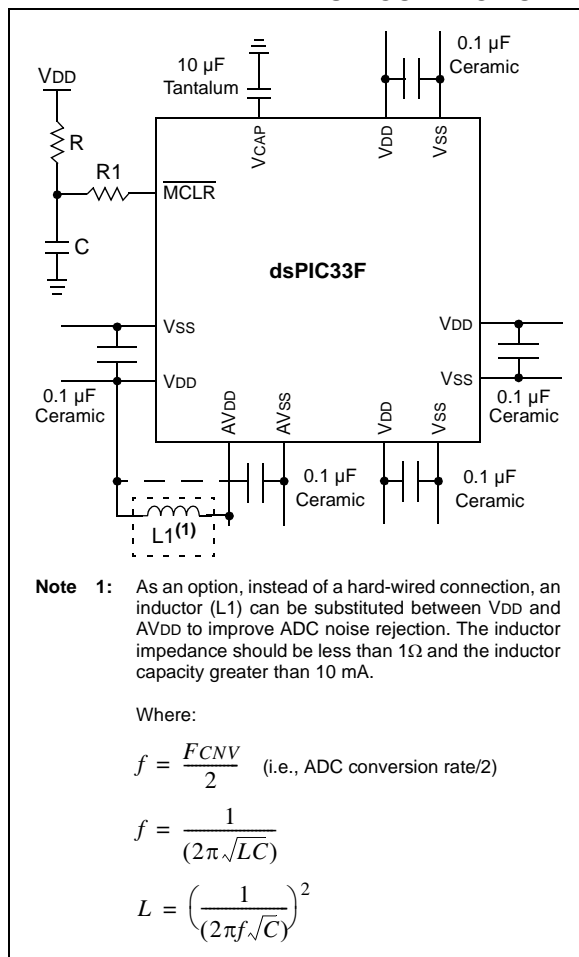 VDD
R
R1
C
10 µF
Tantalum
0.1 µF
Ceramic
VCAP
VDD
VSS
MCLR
dsPIC33F
VSS
VDD
VDD
VSS
0.1 µF
Ceramic
0.1 µF
Ceramic
AVDD
AVSS
VDD
VSS
0.1 µF
Ceramic
0.1 µF
Ceramic
L1(1)
Note 1: As an option, instead of a hard-wired connection, an
inductor (L1) can be substituted between VDD and
AVDD to improve ADC noise rejection. The inductor
impedance should be less than 1Ω and the inductor
capacity greater than 10 mA.
Where:
f = FCNV / 2 (i.e., ADC conversion rate/2)
f = 1 / (2π√LC)
L = (1 / (2πf√C))²